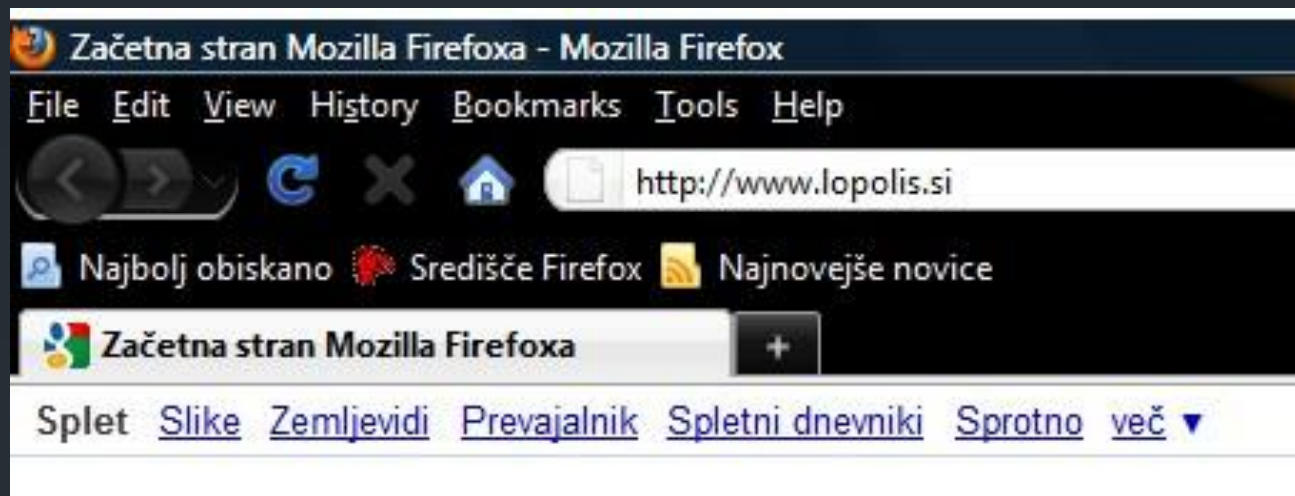 Začetna stran Mozilla Firefoxa - Mozilla Firefox
File Edit View History Bookmarks Tools Help
http://www.lopolis.si
Najbolj obiskano Središče Firefox Najnovejše novice
Začetna stran Mozilla Firefoxa +
Splet Slike Zemljevidi Prevajalnik Spletni dnevniki Sprotno več ▼